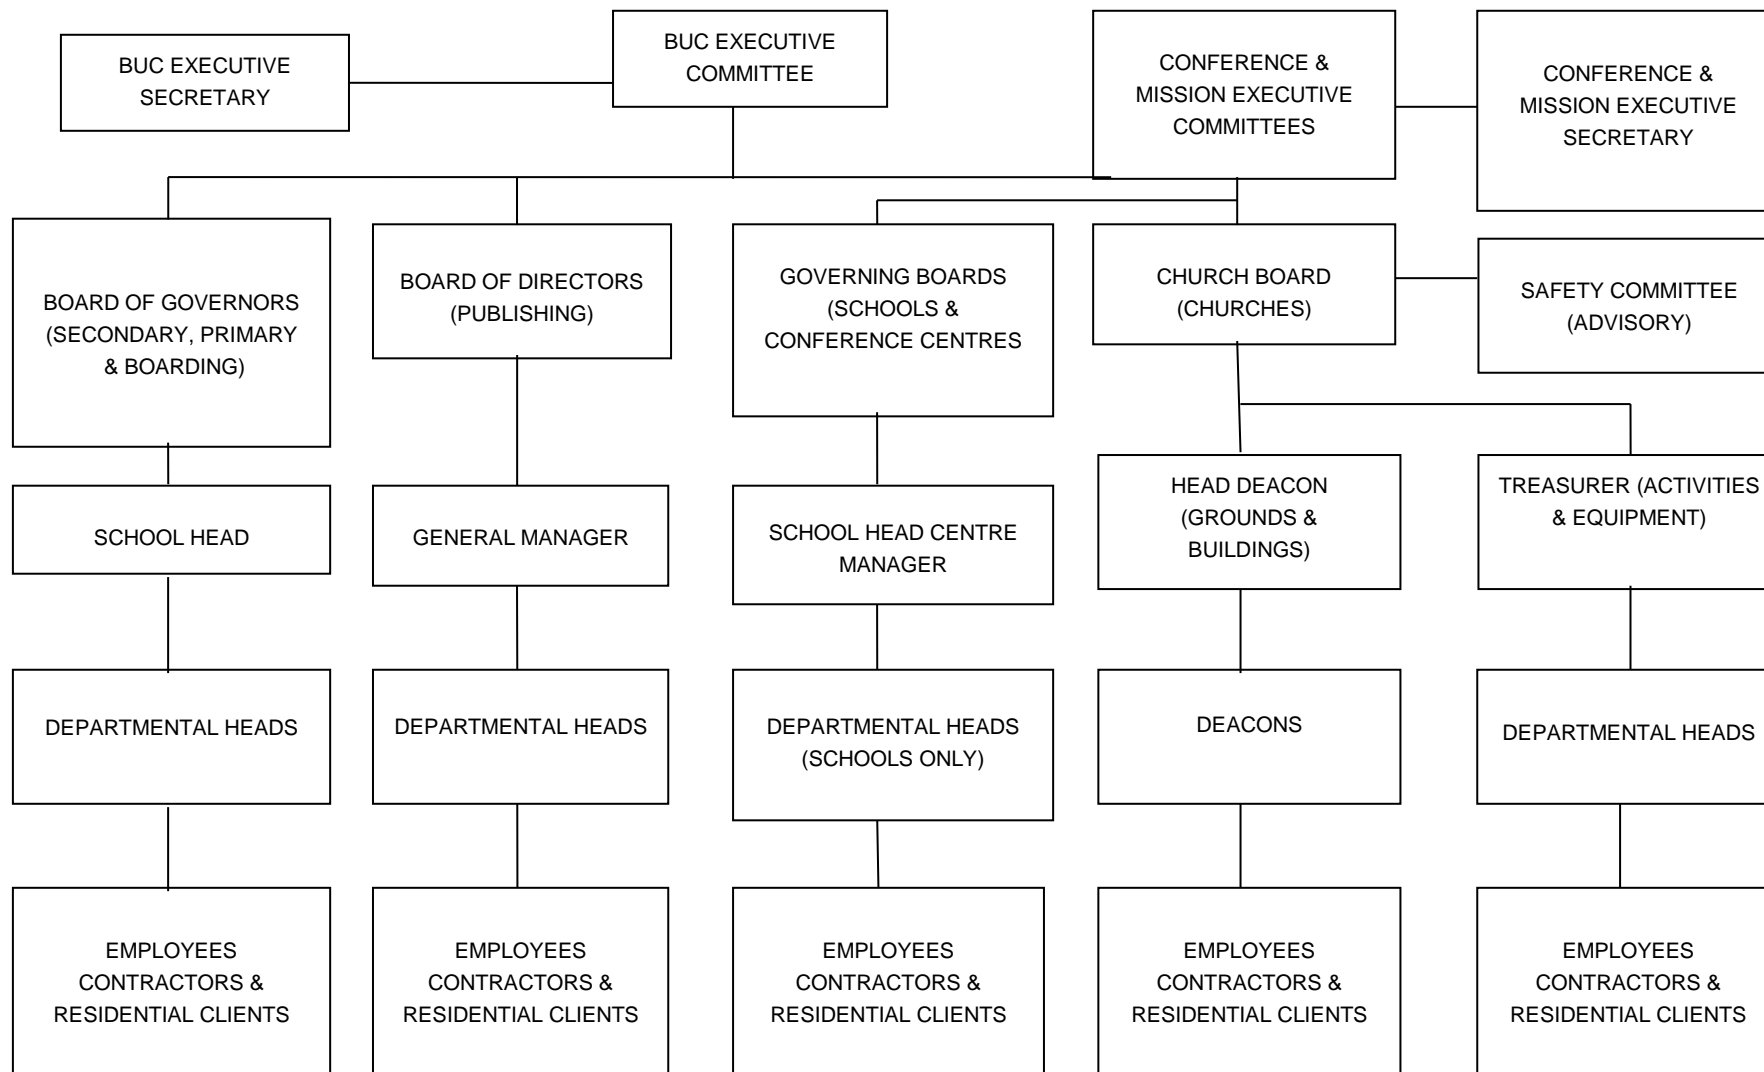 BUC EXECUTIVE
SECRETARY
BUC EXECUTIVE
COMMITTEE
CONFERENCE &
MISSION EXECUTIVE
COMMITTEES
CONFERENCE &
MISSION EXECUTIVE
SECRETARY
BOARD OF GOVERNORS
(SECONDARY, PRIMARY
& BOARDING)
BOARD OF DIRECTORS
(PUBLISHING)
GOVERNING BOARDS
(SCHOOLS &
CONFERENCE CENTRES
CHURCH BOARD
(CHURCHES)
SAFETY COMMITTEE
(ADVISORY)
SCHOOL HEAD
GENERAL MANAGER
SCHOOL HEAD CENTRE
MANAGER
HEAD DEACON
(GROUNDS &
BUILDINGS)
TREASURER (ACTIVITIES
& EQUIPMENT)
DEPARTMENTAL HEADS
DEPARTMENTAL HEADS
DEPARTMENTAL HEADS
(SCHOOLS ONLY)
DEACONS
DEPARTMENTAL HEADS
EMPLOYEES
CONTRACTORS &
RESIDENTIAL CLIENTS
EMPLOYEES
CONTRACTORS &
RESIDENTIAL CLIENTS
EMPLOYEES
CONTRACTORS &
RESIDENTIAL CLIENTS
EMPLOYEES
CONTRACTORS &
RESIDENTIAL CLIENTS
EMPLOYEES
CONTRACTORS &
RESIDENTIAL CLIENTS